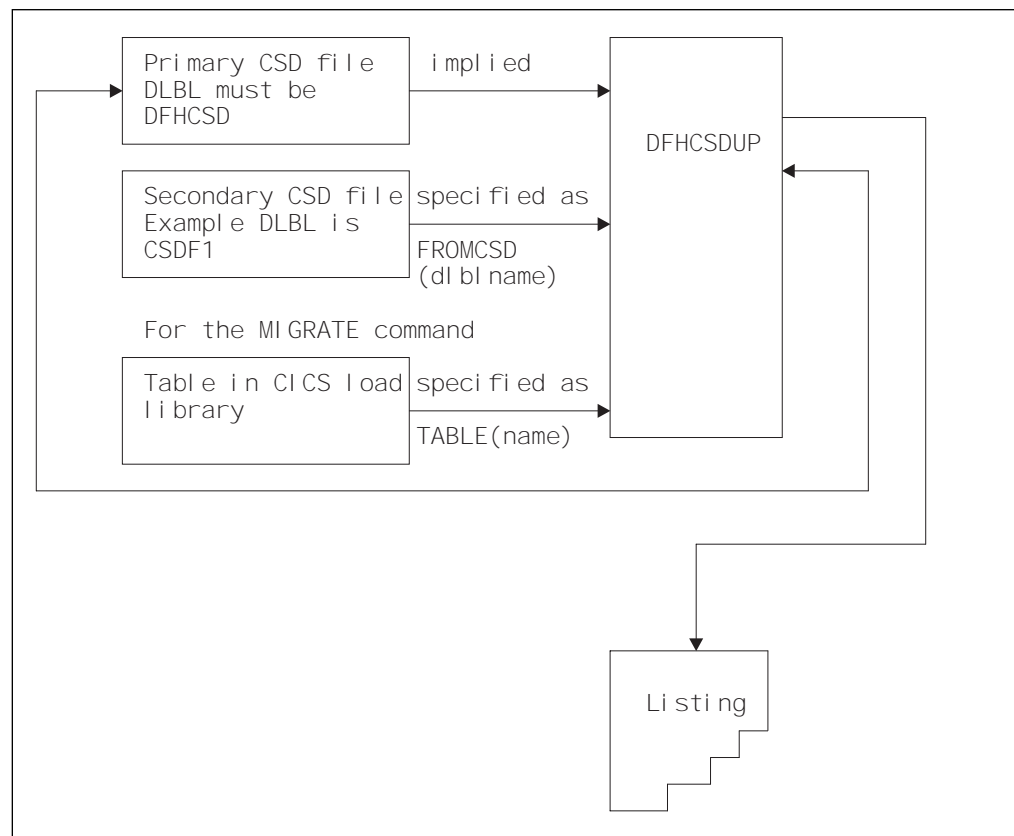 Primary CSD file
DLBL must be
DFHCSD
implied
DFHCSDUP
Secondary CSD file
Example DLBL is
CSDF1
specified as
FROMCSD
(dlblname)
For the MIGRATE command
Table in CICS load
library
specified as
TABLE(name)
Listing